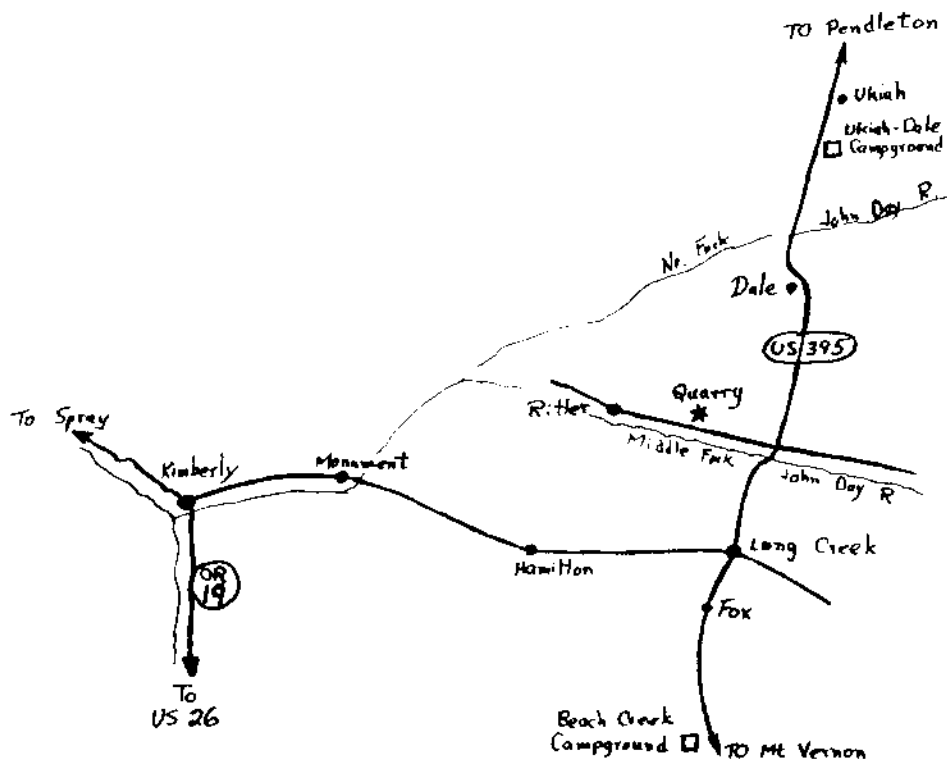 TO Pendleton
Ukiah
Ukiah-Dale
Campground
John Day R.
No. Fork
Dale
US 395
Quarry
Ritter
To Spray
Middle Fork
John Day R
Kimberly
Monument
Long Creek
Hamilton
OR
19
Fox
To
US 26
Beach Creek
Campground
TO Mt Vernon